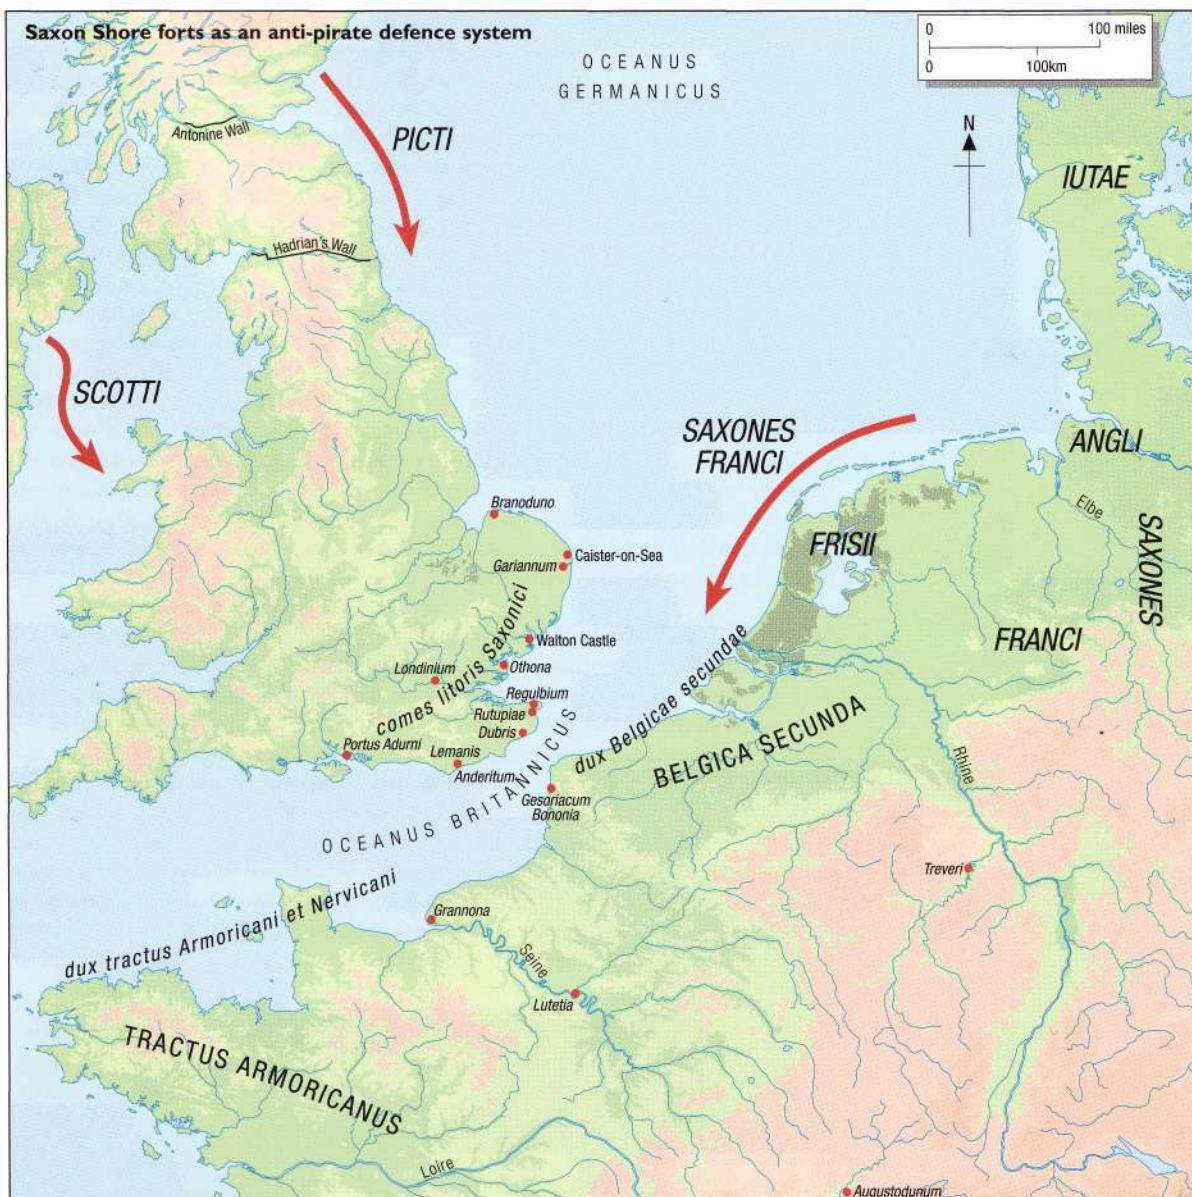 Saxon Shore forts as an anti-pirate defence system
0 100 miles
0 100km
OCEANUS
GERMANICUS
N
Antonine Wall
PICTI
IUTAE
Hadrian's Wall
SCOTTI
SAXONES
FRANCI
ANGLI
Elbe
SAXONES
Branoduno
FRISII
Caister-on-Sea
Gariannum
comes litoris Saxonici
Walton Castle
FRANCI
Othona
Londinium
Regulbium
Rutupiae
Dubris
dux Belgicae secundae
BELGICA SECUNDA
Portus Adurni
Lemanis
Anderitum
Rhine
Gesoriacum
Bononia
OCEANUS BRITANNICUS
Treveri
dux tractus Armoricani et Nervicani
Grannona
Seine
Lutetia
TRACTUS ARMORICANUS
Loire
Augustodunum